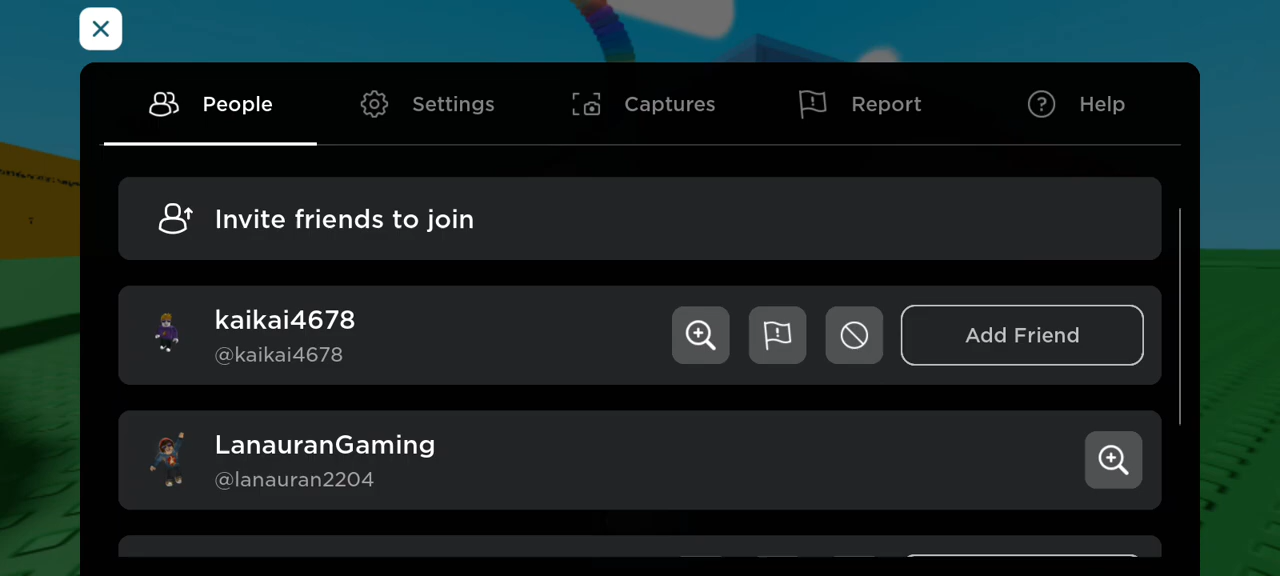 People
Settings
Captures
Report
Help
Invite friends to join
kaikai4678
@kaikai4678
Add Friend
LanauranGaming
@lanauran2204